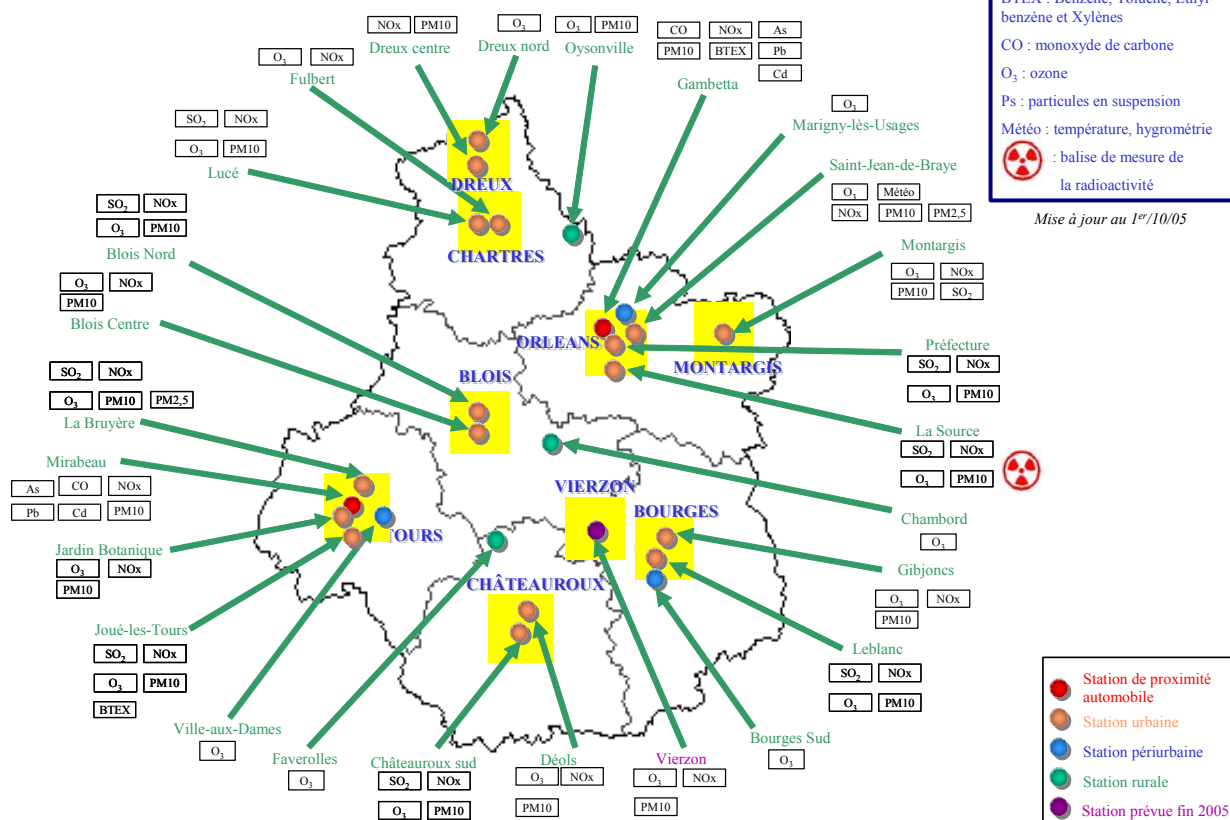 BTEX : Benzène, Toluène, Ethyl-
benzène et Xylènes
CO : monoxyde de carbone
O3 : ozone
Ps : particules en suspension
Météo : température, hygrométrie
: balise de mesure de
la radioactivité
Mise à jour au 1er/10/05
NOx PM10
Dreux centre
O3
Dreux nord
O3 PM10
Oysonville
CO NOx As
PM10 BTEX Pb
Cd
Gambetta
O3 NOx
Fulbert
SO2 NOx
O3 PM10
Lucé
O3
Marigny-lès-Usages
Saint-Jean-de-Braye
O3 Météo
NOx PM10 PM2,5
Montargis
O3 NOx
PM10 SO2
Préfecture
SO2 NOx
O3 PM10
La Source
SO2 NOx
O3 PM10
Chambord
O3
Gibjoncs
O3 NOx
PM10
Leblanc
SO2 NOx
O3 PM10
Bourges Sud
O3
Vierzon
O3 NOx
PM10
Déols
O3 NOx
PM10
Châteauroux sud
SO2 NOx
O3 PM10
Faverolles
O3
Ville-aux-Dames
O3
Joué-les-Tours
SO2 NOx
O3 PM10
BTEX
Jardin Botanique
O3 NOx
PM10
Mirabeau
As CO NOx
Pb Cd PM10
SO2 NOx
O3 PM10 PM2,5
La Bruyère
O3 NOx
PM10
Blois Centre
SO2 NOx
O3 PM10
Blois Nord
DREUX
CHARTRES
ORLEANS
MONTARGIS
BLOIS
VIERZON
BOURGES
TOURS
CHÂTEAUROUX
Station de proximité
automobile
Station urbaine
Station périurbaine
Station rurale
Station prévue fin 2005